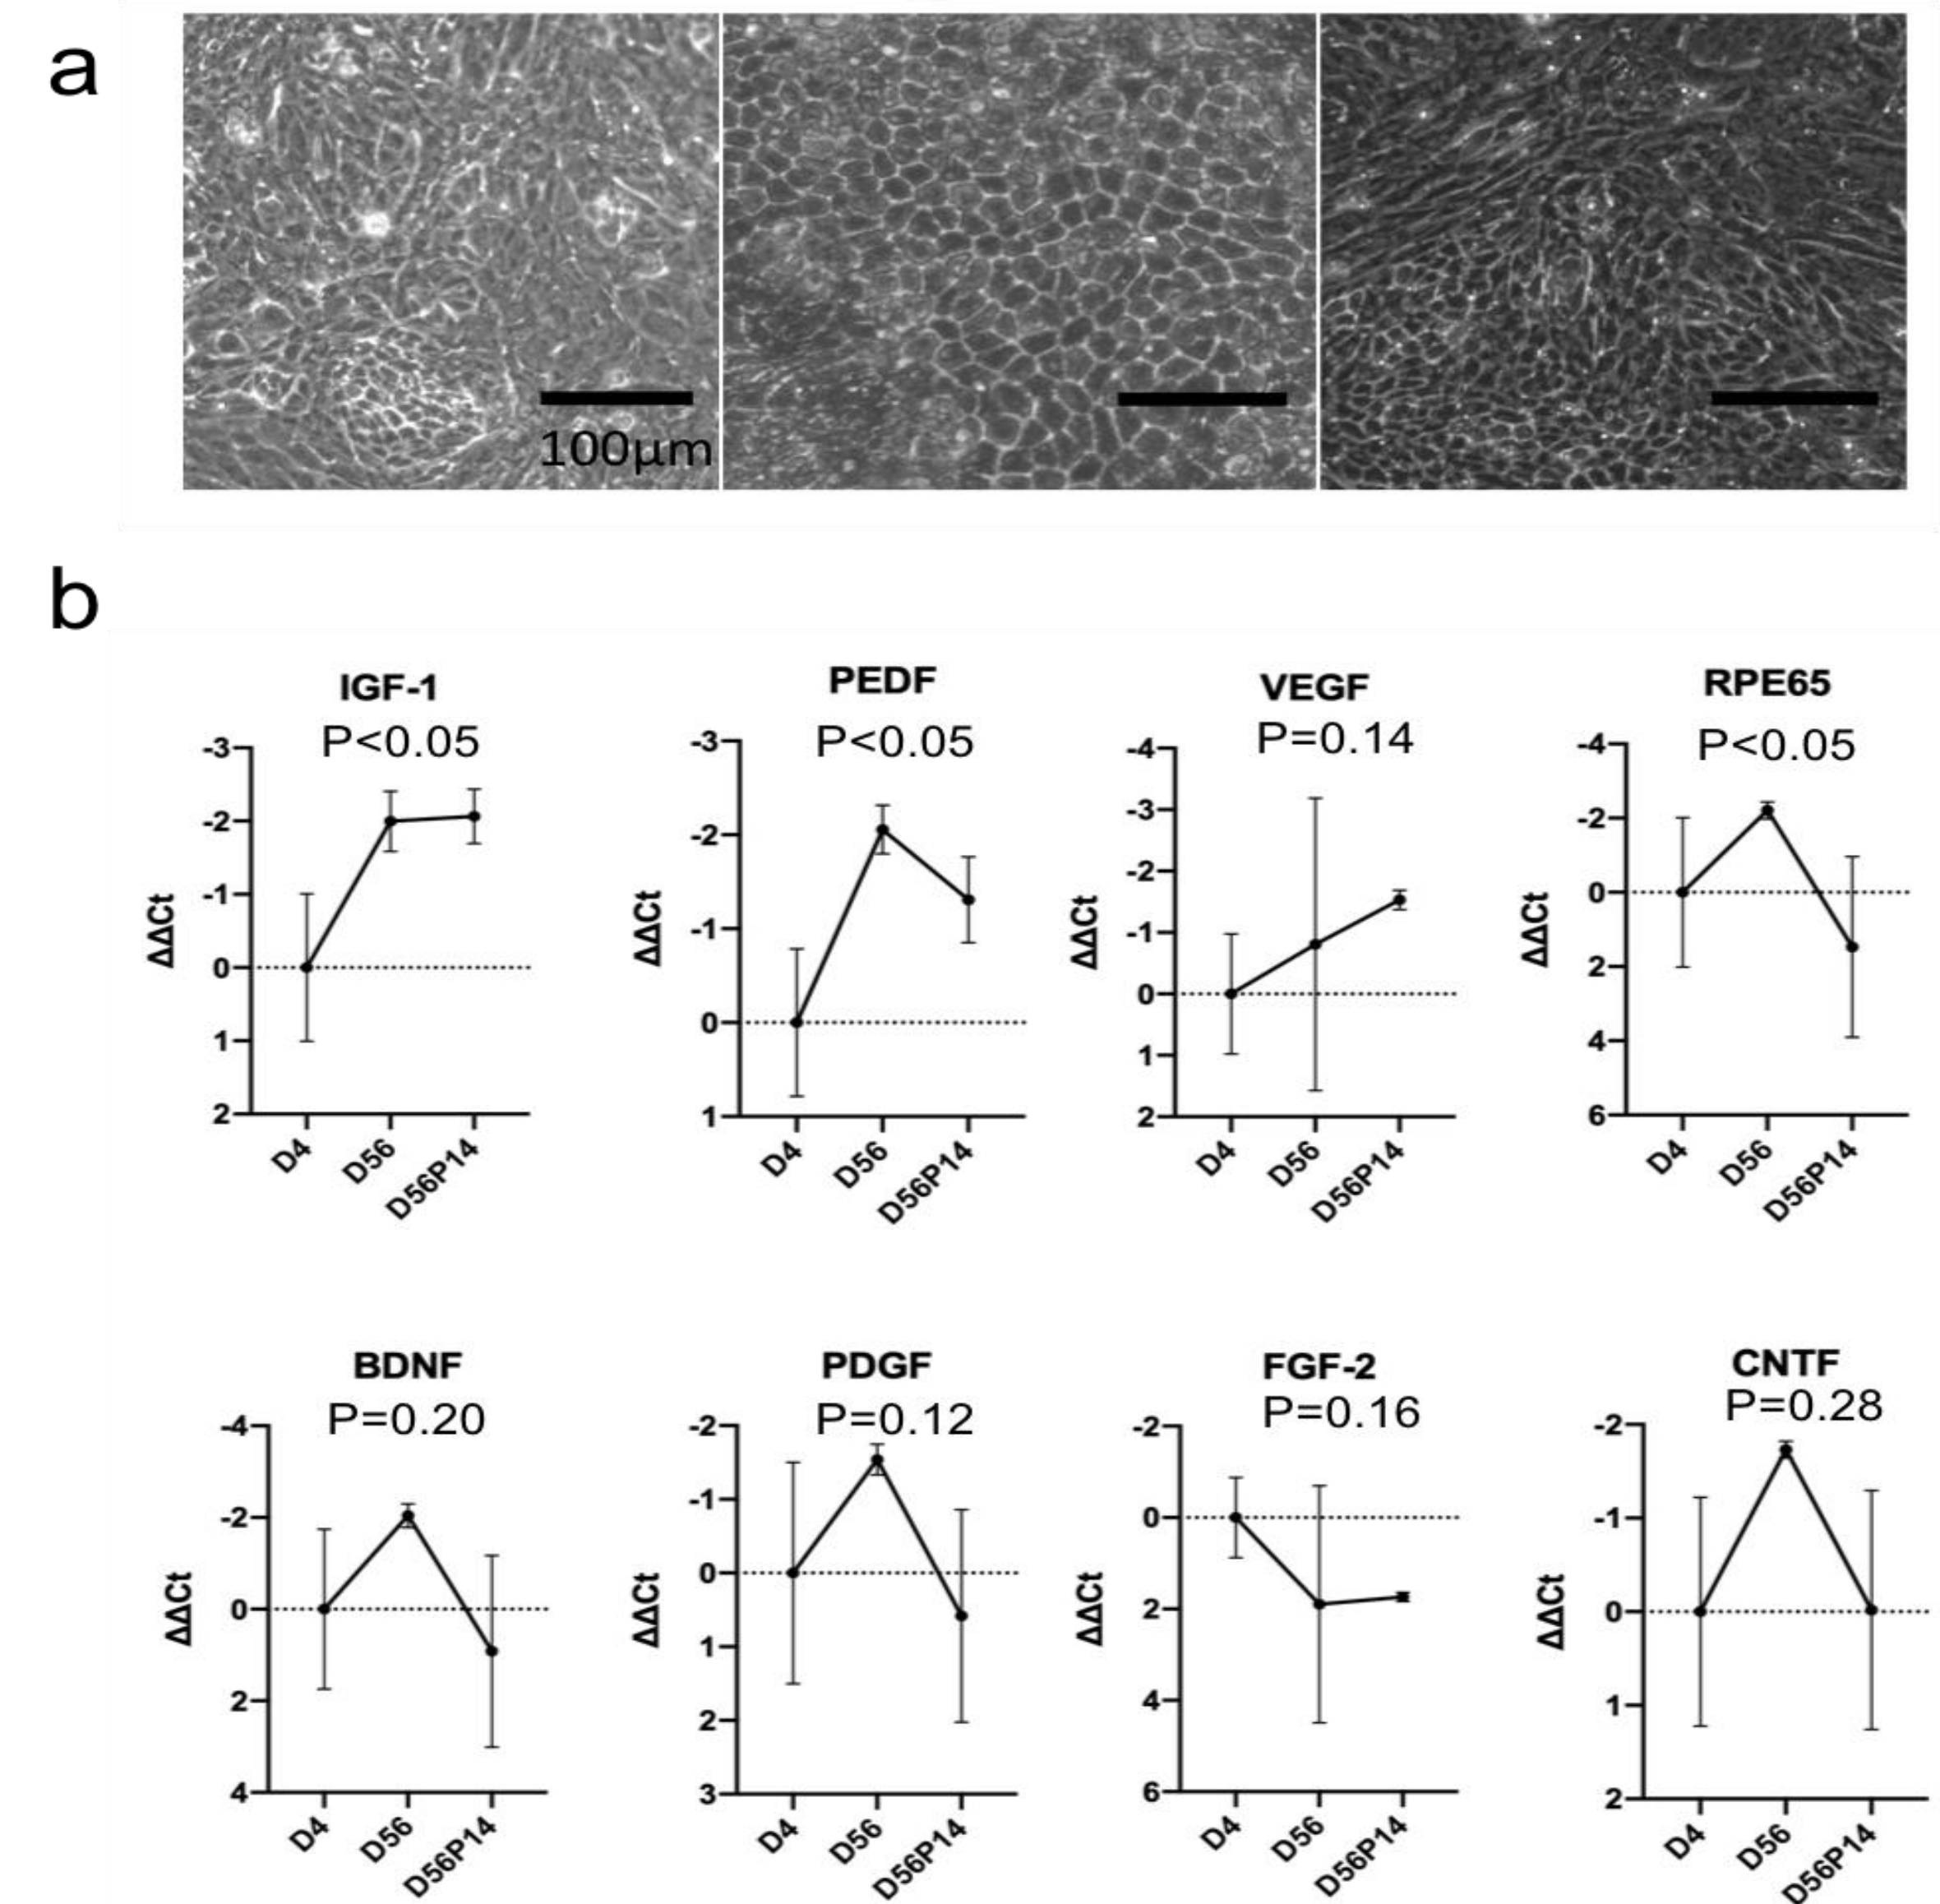 a
100µm
b
IGF-1
P<0.05
-3
-2
-1
0
1
2
ΔΔCt
D4
D56
D56P14
PEDF
P<0.05
-3
-2
-1
0
1
ΔΔCt
D4
D56
D56P14
VEGF
P=0.14
-4
-3
-2
-1
0
1
2
ΔΔCt
D4
D56
D56P14
RPE65
P<0.05
-4
-2
0
2
4
6
ΔΔCt
D4
D56
D56P14
BDNF
P=0.20
-4
-2
0
2
4
ΔΔCt
D4
D56
D56P14
PDGF
P=0.12
-2
-1
0
1
2
3
ΔΔCt
D4
D56
D56P14
FGF-2
P=0.16
-2
0
2
4
6
ΔΔCt
D4
D56
D56P14
CNTF
P=0.28
-2
-1
0
1
2
ΔΔCt
D4
D56
D56P14